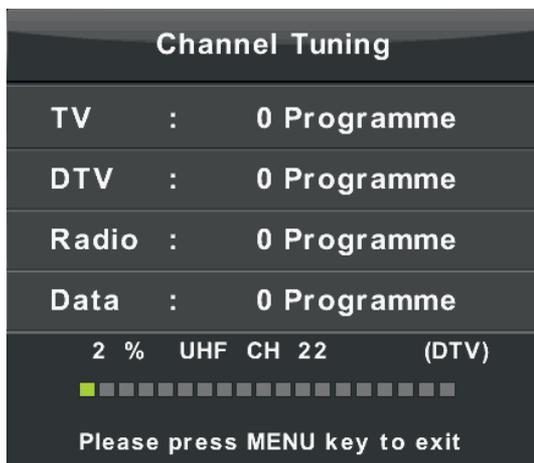 Channel Tuning
TV : 0 Programme
DTV : 0 Programme
Radio : 0 Programme
Data : 0 Programme
2 % UHF CH 22 (DTV)
Please press MENU key to exit